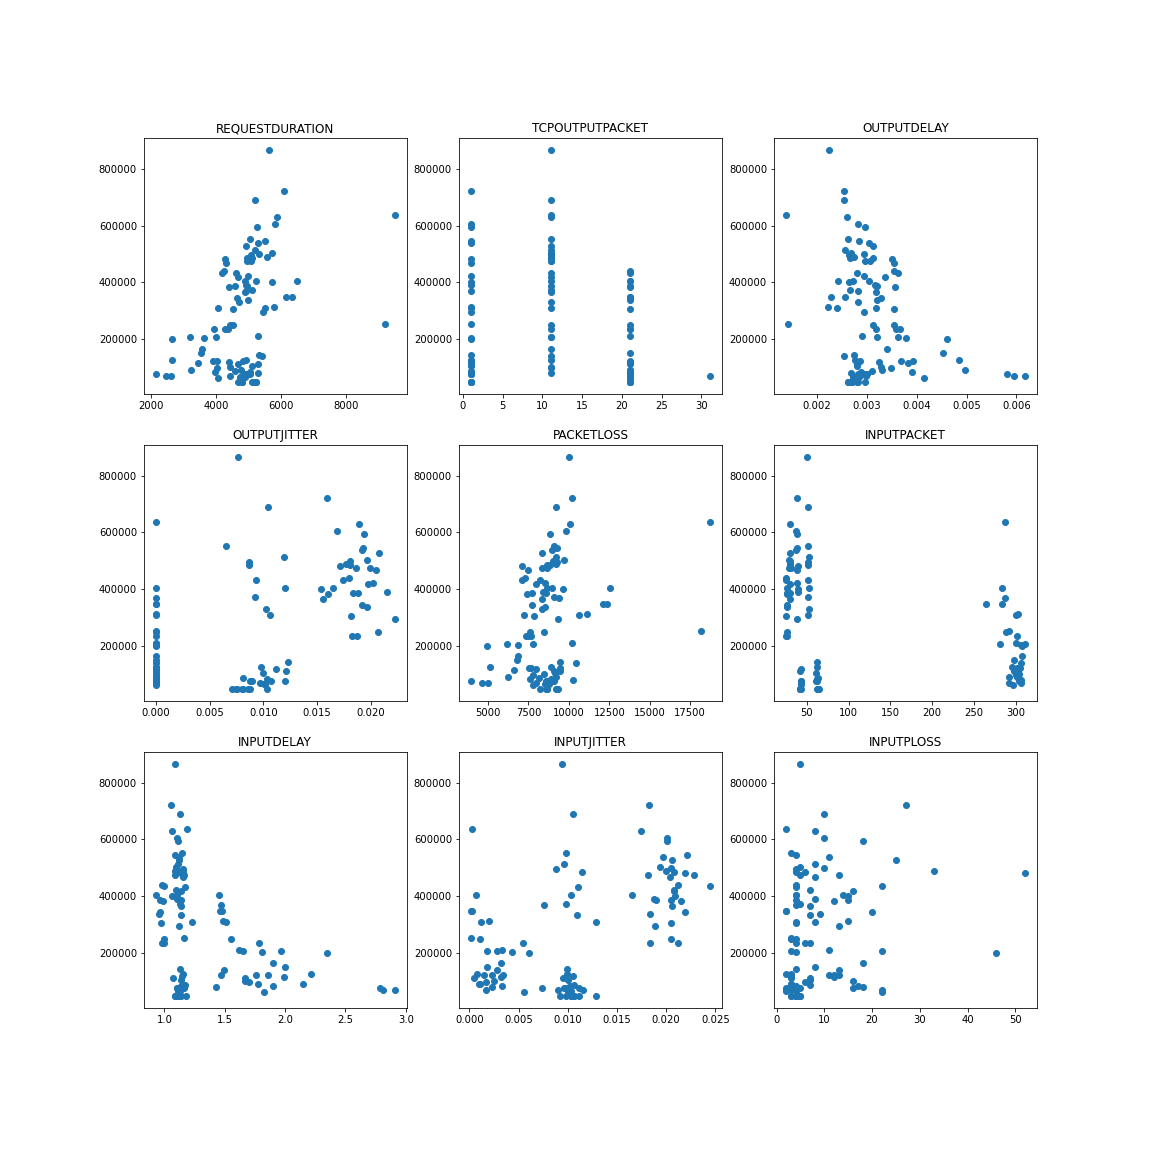 REQUESTDURATION TCPOUTPUTPACKET OUTPUTDELAY
800000 800000 800000
600000 600000 600000
400000 400000 400000
200000 200000 200000
2000 4000 6000 8000 0 5 10 15 20 25 30 0.002 0.003 0.004 0.005 0.006
OUTPUTJITTER PACKETLOSS INPUTPACKET
800000 800000 800000
600000 600000 600000
400000 400000 400000
200000 200000 200000
0.000 0.005 0.010 0.015 0.020 5000 7500 10000 12500 15000 17500 50 100 150 200 250 300
INPUTDELAY INPUTJITTER INPUTPLOSS
800000 800000 800000
600000 600000 600000
400000 400000 400000
200000 200000 200000
1.0 1.5 2.0 2.5 3.0 0.000 0.005 0.010 0.015 0.020 0.025 0 10 20 30 40 50